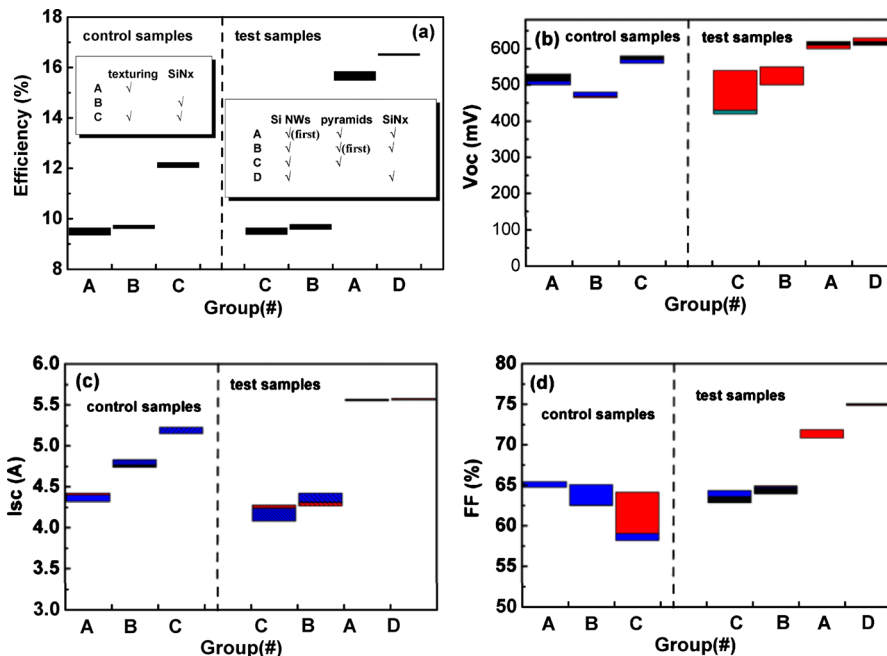 (a)
control samples
test samples
texturing SiNx
A √
B √
C √ √
Si NWs pyramids SiNx
A √(first) √ √
B √ √(first) √
C √ √
D √ √
Efficiency (%)
18
16
14
12
10
8
A B C C B A D
Group(#)
(b)
control samples
test samples
Voc (mV)
600
500
400
300
200
100
0
A B C C B A D
Group(#)
(c)
control samples
test samples
Isc (A)
6.0
5.5
5.0
4.5
4.0
3.5
3.0
A B C C B A D
Group(#)
(d)
control samples
test samples
FF (%)
80
75
70
65
60
55
50
A B C C B A D
Group(#)